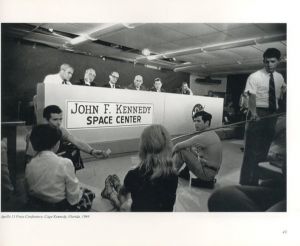 JOHN F. KENNEDY
SPACE CENTER
Apollo 11 Press Conference, Cape Kennedy, Florida, 1969